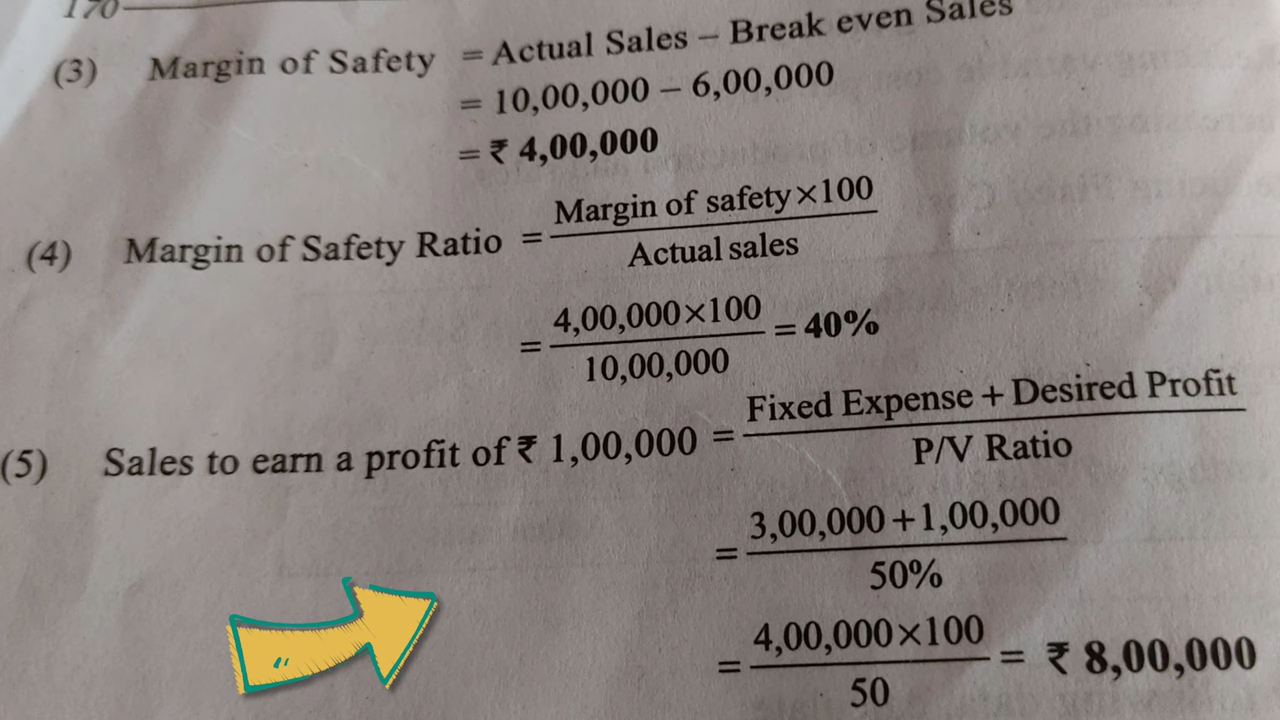 170
(3) Margin of Safety = Actual Sales – Break even Sales
= 10,00,000 – 6,00,000
= ₹ 4,00,000
(4) Margin of Safety Ratio = Margin of safety×100
Actual sales
= 4,00,000×100
10,00,000
= 40%
(5) Sales to earn a profit of ₹ 1,00,000 = Fixed Expense + Desired Profit
P/V Ratio
= 3,00,000+1,00,000
50%
= 4,00,000×100
50
= ₹ 8,00,000